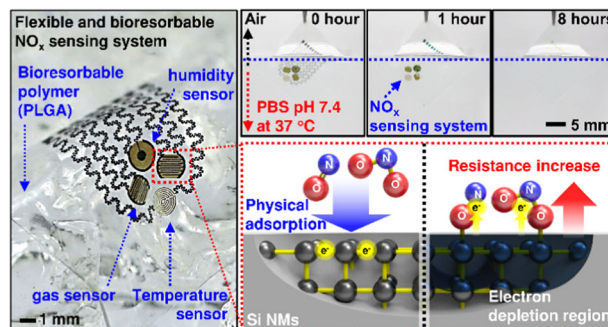 Flexible and bioresorbable
NOx sensing system
Bioresorbable
polymer
(PLGA)
humidity
sensor
gas sensor
Temperature
sensor
1 mm
Air
0 hour
PBS pH 7.4
at 37 °C
1 hour
NOx
sensing system
8 hours
5 mm
Physical
adsorption
O
N
O
O
N
O
e-
e-
Si NMs
Resistance increase
N
O
O
N
O
O
e-
e-
Electron
depletion region